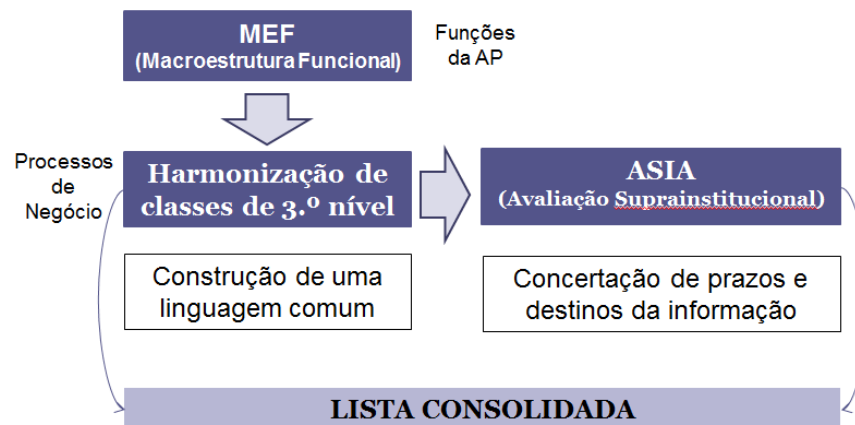 MEF
(Macroestrutura Funcional)
Funções
da AP
Processos
de
Negócio
Harmonização de
classes de 3.º nível
ASIA
(Avaliação Suprainstitucional)
Construção de uma
linguagem comum
Concertação de prazos e
destinos da informação
LISTA CONSOLIDADA